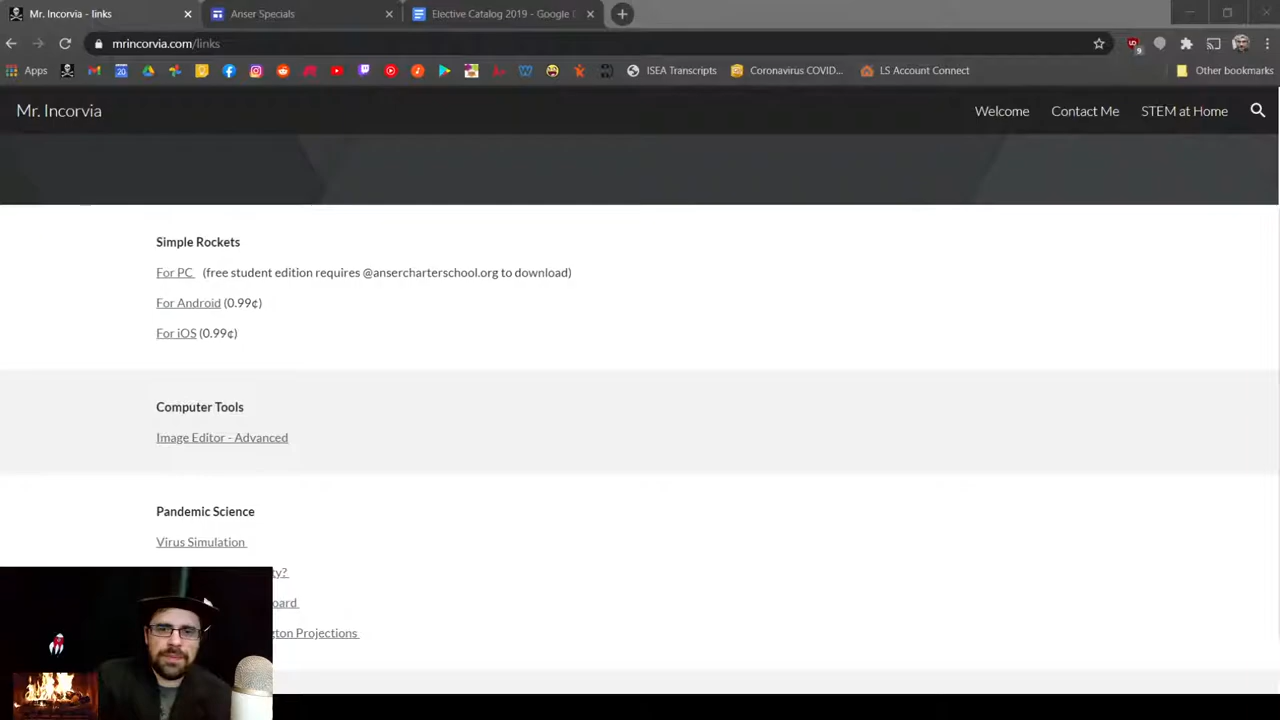 Mr. Incorvia - links
Anser Specials
Elective Catalog 2019 - Google
mrincorvia.com/links
Apps
ISEA Transcripts
Coronavirus COVID...
LS Account Connect
Other bookmarks
Mr. Incorvia
Welcome
Contact Me
STEM at Home
Simple Rockets
For PC (free student edition requires @ansercharterschool.org to download)
For Android (0.99¢)
For iOS (0.99¢)
Computer Tools
Image Editor - Advanced
Pandemic Science
Virus Simulation
Projections